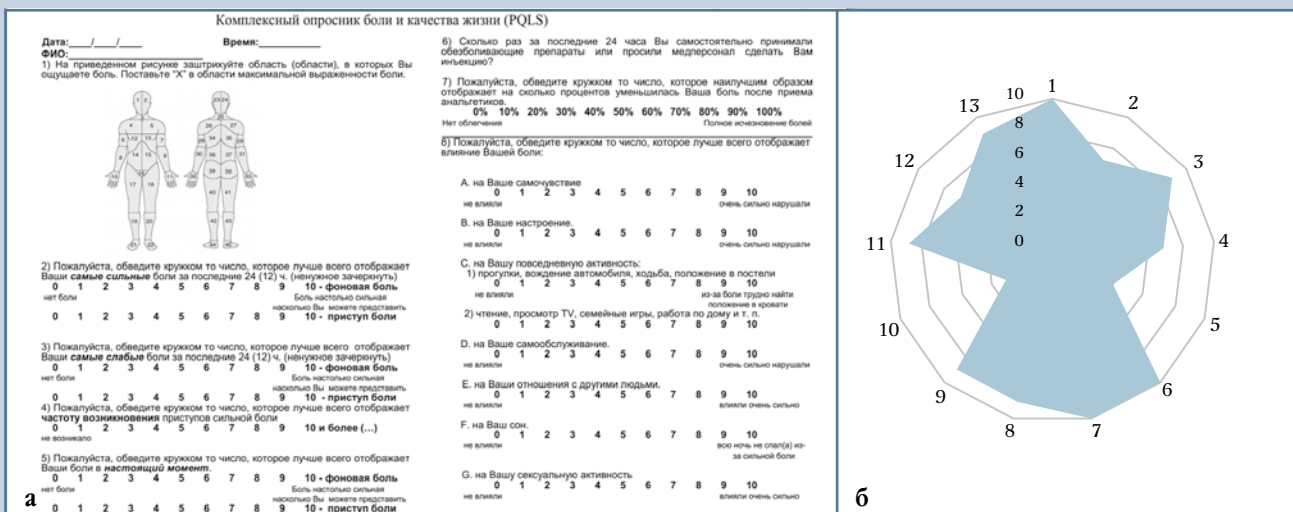 Комплексный опросник боли и качества жизни (PQLS)
Дата:____/____/____ Время:___________
ФИО:
1) На приведенном рисунке заштрихуйте область (области), в которых Вы
ощущаете боль. Поставьте "X" в области максимальной выраженности боли.
2) Пожалуйста, обведите кружком то число, которое лучше всего отображает
Ваши самые сильные боли за последние 24 (12) ч. (ненужное зачеркнуть)
0 1 2 3 4 5 6 7 8 9 10 - фоновая боль
нет боли Боль настолько сильная
насколько Вы можете представить
0 1 2 3 4 5 6 7 8 9 10 - приступ боли
3) Пожалуйста, обведите кружком то число, которое лучше всего отображает
Ваши самые слабые боли за последние 24 (12) ч. (ненужное зачеркнуть)
0 1 2 3 4 5 6 7 8 9 10 - фоновая боль
нет боли Боль настолько сильная
насколько Вы можете представить
0 1 2 3 4 5 6 7 8 9 10 - приступ боли
4) Пожалуйста, обведите кружком то число, которое лучше всего отображает
частоту возникновения приступов сильной боли
0 1 2 3 4 5 6 7 8 9 10 и более (...)
не возникало
5) Пожалуйста, обведите кружком то число, которое лучше всего отображает
Ваши боли в настоящий момент.
0 1 2 3 4 5 6 7 8 9 10 - фоновая боль
нет боли Боль настолько сильная
насколько Вы можете представить
0 1 2 3 4 5 6 7 8 9 10 - приступ боли
а
6) Сколько раз за последние 24 часа Вы самостоятельно принимали
обезболивающие препараты или просили медперсонал сделать Вам
инъекцию?
7) Пожалуйста, обведите кружком то число, которое наилучшим образом
отображает на сколько процентов уменьшилась Ваша боль после приема
анальгетиков.
0% 10% 20% 30% 40% 50% 60% 70% 80% 90% 100%
Нет облегчения Полное исчезновение болей
8) Пожалуйста, обведите кружком то число, которое лучше всего отображает
влияние Вашей боли:
A. на Ваше самочувствие
0 1 2 3 4 5 6 7 8 9 10
не влияли очень сильно нарушали
B. на Ваше настроение.
0 1 2 3 4 5 6 7 8 9 10
не влияли очень сильно нарушали
C. на Вашу повседневную активность:
1) прогулки, вождение автомобиля, ходьба, положение в постели
0 1 2 3 4 5 6 7 8 9 10
не влияли из-за боли трудно найти
положение в кровати
2) чтение, просмотр TV, семейные игры, работа по дому и т. п.
0 1 2 3 4 5 6 7 8 9 10
D. на Ваше самообслуживание.
0 1 2 3 4 5 6 7 8 9 10
не влияли очень сильно нарушали
E. на Ваши отношения с другими людьми.
0 1 2 3 4 5 6 7 8 9 10
не влияли влияли очень сильно
F. на Ваш сон.
0 1 2 3 4 5 6 7 8 9 10
не влияли всю ночь не спал(а) из-
за сильной боли
G. на Вашу сексуальную активность
0 1 2 3 4 5 6 7 8 9 10
не влияли влияли очень сильно
1
2
3
4
5
6
7
8
9
10
11
12
13
10
8
6
4
2
0
б